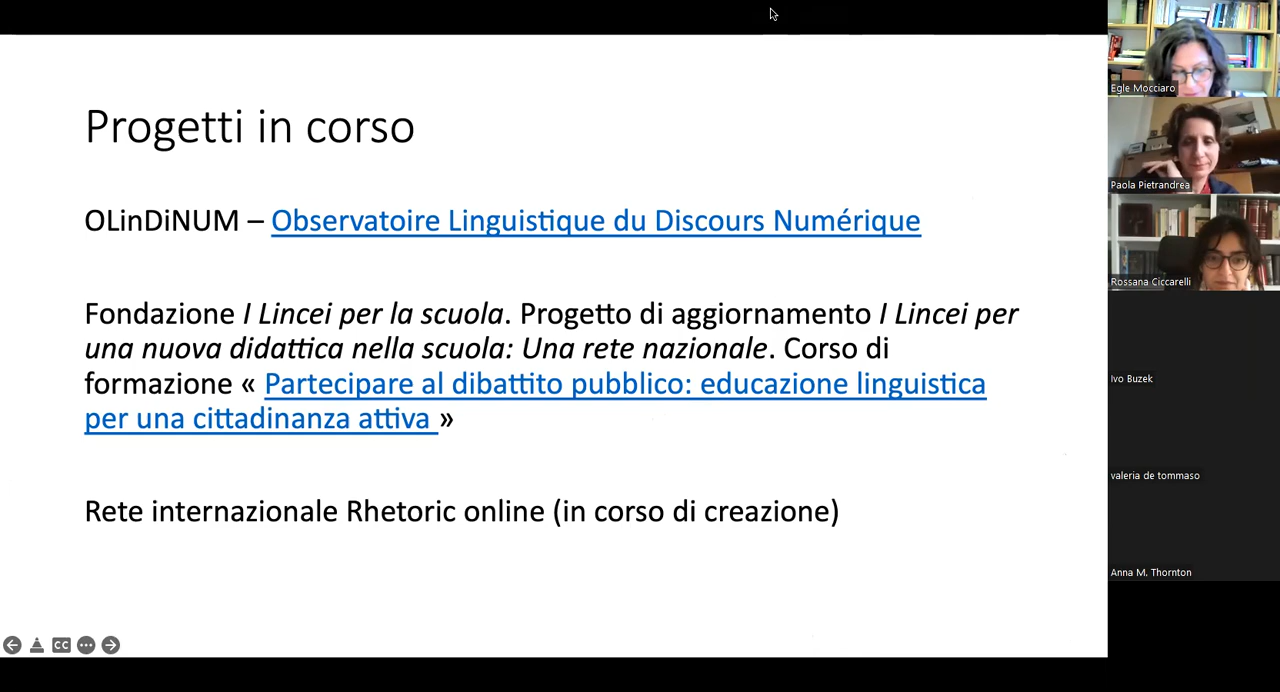 Progetti in corso
OLinDiNUM – Observatoire Linguistique du Discours Numérique
Fondazione I Lincei per la scuola. Progetto di aggiornamento I Lincei per
una nuova didattica nella scuola: Una rete nazionale. Corso di
formazione « Partecipare al dibattito pubblico: educazione linguistica
per una cittadinanza attiva »
Rete internazionale Rhetoric online (in corso di creazione)
CC
Egle Mocciaro
Paola Pietrandrea
Rossana Ciccarelli
Ivo Buzek
valeria de tommaso
Anna M. Thornton